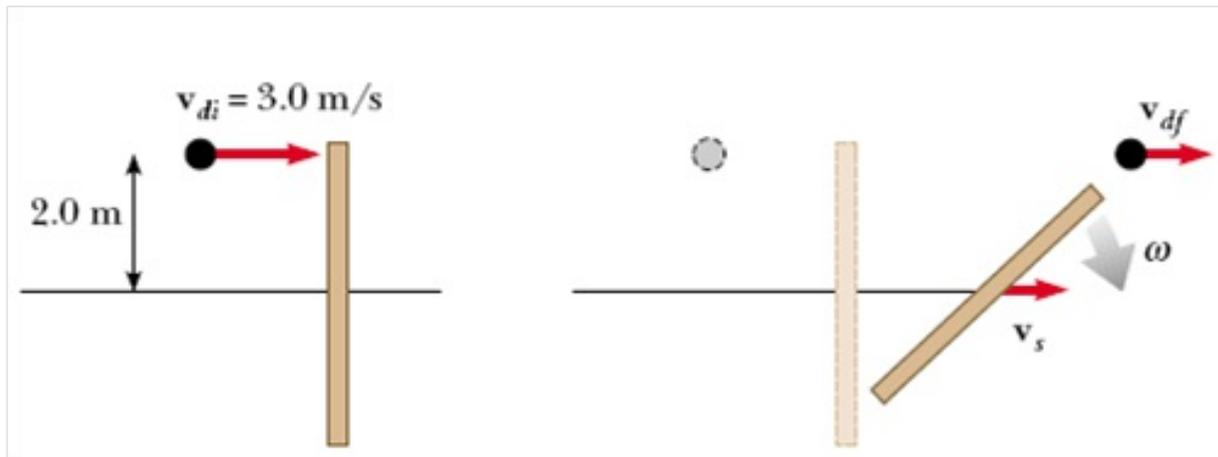 v_di = 3.0 m/s
2.0 m
v_df
ω
v_s